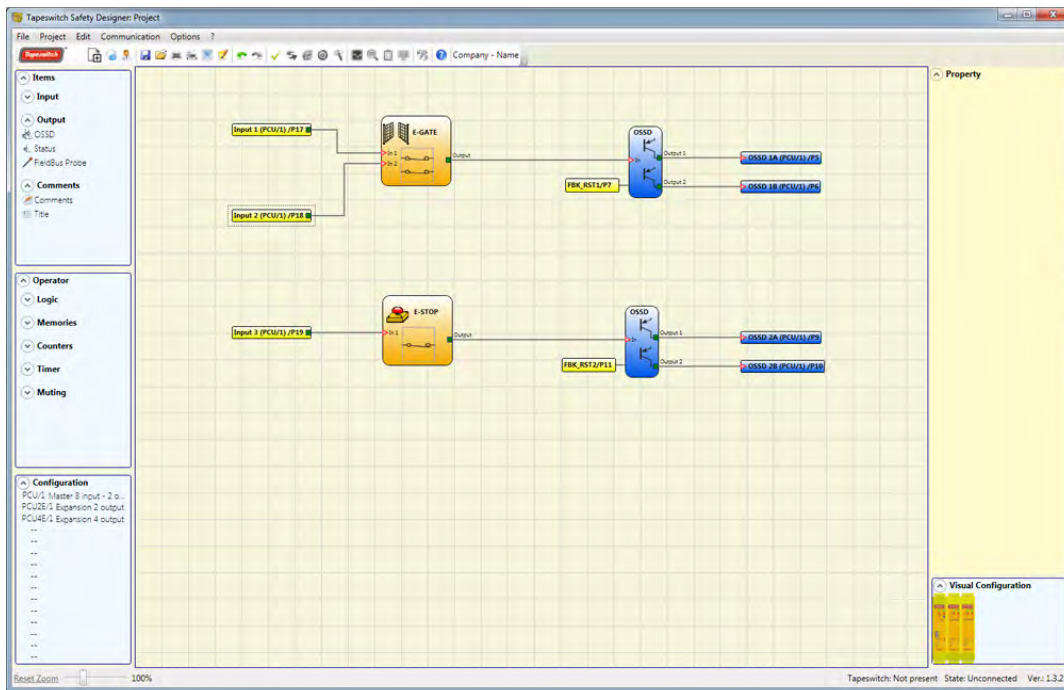 Tapeswitch Safety Designer: Project
File Project Edit Communication Options ?
Tapeswitch
Company - Name
Items
Input
Output
OSSD
Status
FieldBus Probe
Comments
Comments
Title
Operator
Logic
Memories
Counters
Timer
Muting
Configuration
PCU/1 Master 8 input - 2 o...
PCU2E/1 Expansion 2 output
PCU4E/1 Expansion 4 output
--
--
--
--
--
--
--
--
--
--
--
--
Input 1 (PCU/1) /P17
E-GATE
In 1
In 2
Output
Input 2 (PCU/1) /P18
OSSD
In
Output 1
Output 2
FBK_RST1/P7
OSSD 1A (PCU/1) /P5
OSSD 1B (PCU/1) /P6
Input 3 (PCU/1) /P19
E-STOP
In 1
Output
OSSD
In
Output 1
Output 2
FBK_RST2/P11
OSSD 2A (PCU/1) /P9
OSSD 2B (PCU/1) /P10
Property
Visual Configuration
Reset Zoom
100%
Tapeswitch: Not present State: Unconnected Ver.: 1.3.2